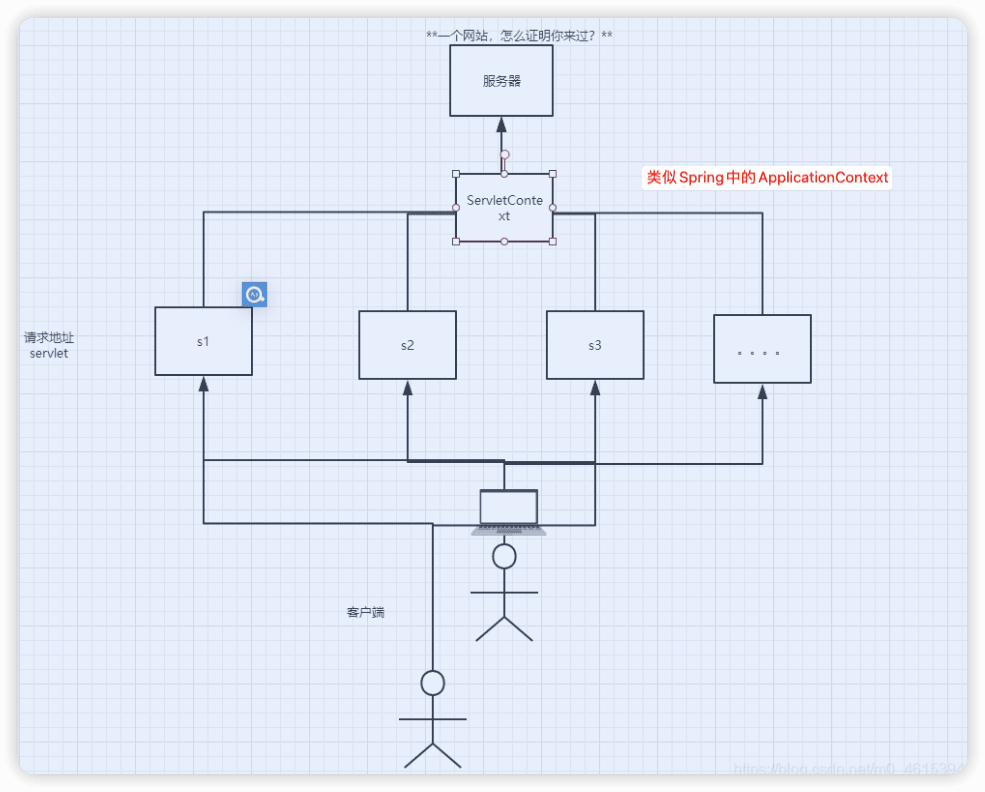 **一个网站，怎么证明你来过？**
服务器
类似Spring中的ApplicationContext
ServletConte
xt
请求地址
servlet
s1
s2
s3
。。。。
客户端
https://blog.csdn.net/m0_4615394